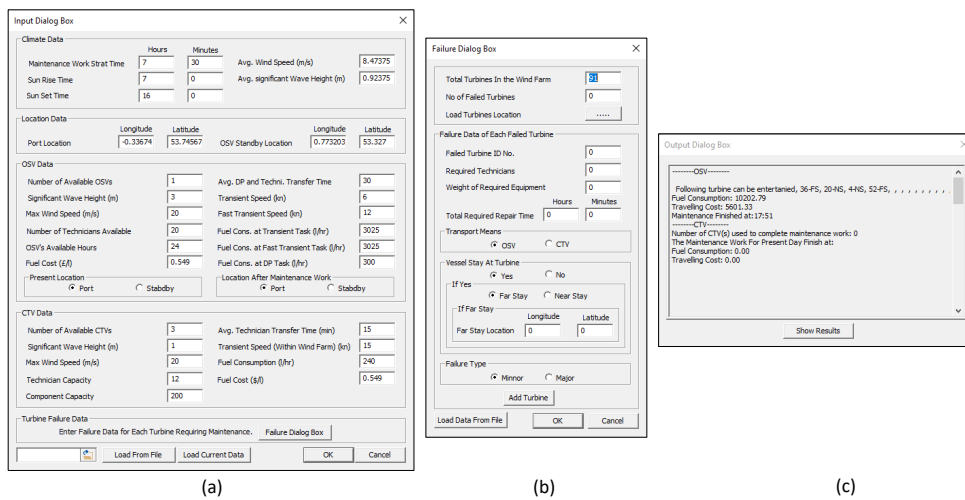 Input Dialog Box
Climate Data
Hours Minutes
Maintenance Work Strat Time 7 30 Avg. Wind Speed (m/s) 8.47375
Sun Rise Time 7 0 Avg. significant Wave Height (m) 0.92375
Sun Set Time 16 0
Location Data
Longitude Latitude Longitude Latitude
Port Location -0.33674 53.74567 OSV Standby Location 0.773203 53.327
OSV Data
Number of Available OSVs 1 Avg. DP and Techni. Transfer Time 30
Significant Wave Height (m) 3 Transient Speed (kn) 6
Max Wind Speed (m/s) 20 Fast Transient Speed (kn) 12
Number of Technicians Available 20 Fuel Cons. at Transient Task (l/hr) 3025
OSV's Available Hours 24 Fuel Cons. at Fast Transient Task (l/hr) 3025
Fuel Cost (£/l) 0.549 Fuel Cons. at DP Task (l/hr) 300
Present Location Location After Maintenance Work
Port Stabdby Port Stabdby
CTV Data
Number of Available CTVs 3 Avg. Technician Transfer Time (min) 15
Significant Wave Height (m) 1 Transient Speed (Within Wind Farm) (kn) 15
Max Wind Speed (m/s) 20 Fuel Consumption (l/hr) 240
Technician Capacity 12 Fuel Cost ($/l) 0.549
Component Capacity 200
Turbine Failure Data
Enter Failure Data for Each Turbine Requiring Maintenance. Failure Dialog Box
Load From File Load Current Data OK Cancel
(a)
Failure Dialog Box
Total Turbines In the Wind Farm 91
No of Failed Turbines 0
Load Turbines Location .....
Failure Data of Each Failed Turbine
Failed Turbine ID No. 0
Required Technicians 0
Weight of Required Equipment 0
Hours Minutes
Total Required Repair Time 0 0
Transport Means
OSV CTV
Vessel Stay At Turbine
Yes No
If Yes
Far Stay Near Stay
If Far Stay
Longitude Latitude
Far Stay Location 0 0
Failure Type
Minnor Major
Add Turbine
Load Data From File OK Cancel
(b)
Output Dialog Box
--------OSV--------
Following turbine can be entertanied, 36-FS, 20-NS, 4-NS, 52-FS, , , , , , , , , ,
Fuel Consumption: 10202.79
Travelling Cost: 5601.33
Maintenance Finished at:17:51
--------CTV--------
Number of CTV(s) used to complete maintenance work: 0
The Maintenance Work For Present Day Finish at:
Fuel Consumption: 0.00
Travelling Cost: 0.00
Show Results
(c)